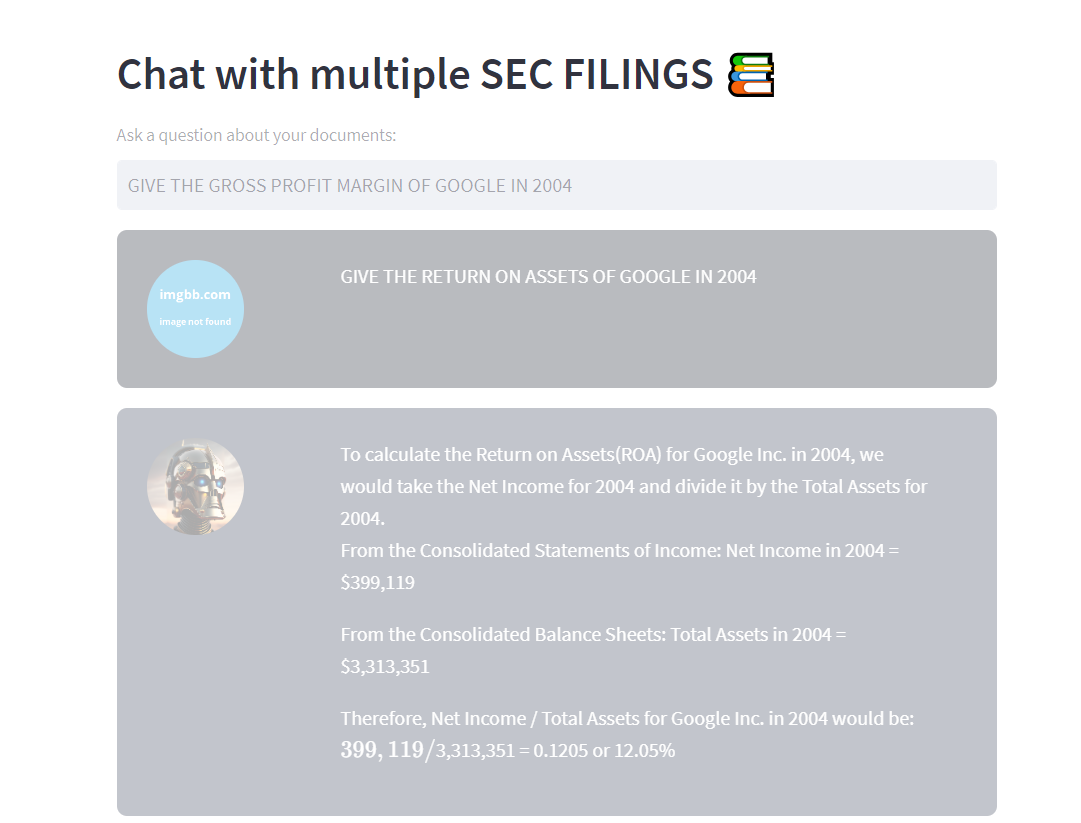 Chat with multiple SEC FILINGS 📚
Ask a question about your documents:
GIVE THE GROSS PROFIT MARGIN OF GOOGLE IN 2004
imgbb.com
image not found
GIVE THE RETURN ON ASSETS OF GOOGLE IN 2004
To calculate the Return on Assets(ROA) for Google Inc. in 2004, we
would take the Net Income for 2004 and divide it by the Total Assets for
2004.
From the Consolidated Statements of Income: Net Income in 2004 =
$399,119
From the Consolidated Balance Sheets: Total Assets in 2004 =
$3,313,351
Therefore, Net Income / Total Assets for Google Inc. in 2004 would be:
399, 119/3,313,351 = 0.1205 or 12.05%